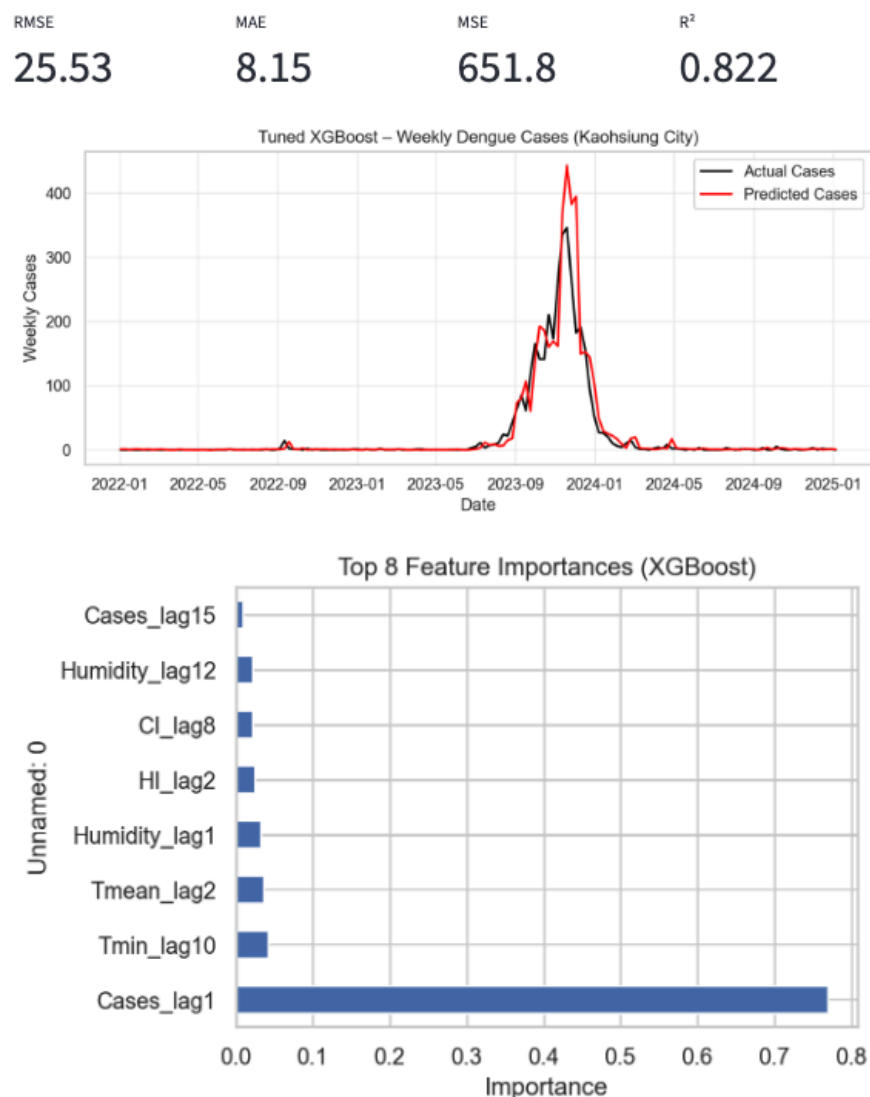 RMSE MAE MSE R²
25.53 8.15 651.8 0.822
Tuned XGBoost – Weekly Dengue Cases (Kaohsiung City)
Actual Cases
Predicted Cases
Weekly Cases
400
300
200
100
0
2022-01 2022-05 2022-09 2023-01 2023-05 2023-09 2024-01 2024-05 2024-09 2025-01
Date
Top 8 Feature Importances (XGBoost)
Unnamed: 0
Cases_lag15
Humidity_lag12
CI_lag8
HI_lag2
Humidity_lag1
Tmean_lag2
Tmin_lag10
Cases_lag1
0.0 0.1 0.2 0.3 0.4 0.5 0.6 0.7 0.8
Importance